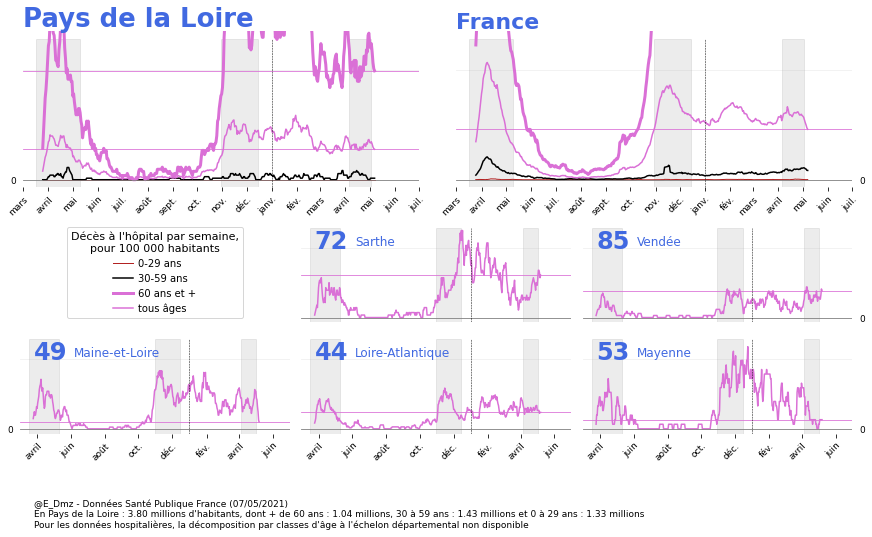 Pays de la Loire
France
0
0
mars avril mai juin juil. août sept. oct. nov. déc. janv. fév. mars avril mai juin juil.
mars avril mai juin juil. août sept. oct. nov. déc. janv. fév. mars avril mai juin juil.
Décès à l'hôpital par semaine,
pour 100 000 habitants
0-29 ans
30-59 ans
60 ans et +
tous âges
72 Sarthe
85 Vendée
0
49 Maine-et-Loire
44 Loire-Atlantique
53 Mayenne
0
0
avril juin août oct. déc. fév. avril juin
avril juin août oct. déc. fév. avril juin
avril juin août oct. déc. fév. avril juin
@E_Dmz - Données Santé Publique France (07/05/2021)
En Pays de la Loire : 3.80 millions d'habitants, dont + de 60 ans : 1.04 millions, 30 à 59 ans : 1.43 millions et 0 à 29 ans : 1.33 millions
Pour les données hospitalières, la décomposition par classes d'âge à l'échelon départemental non disponible